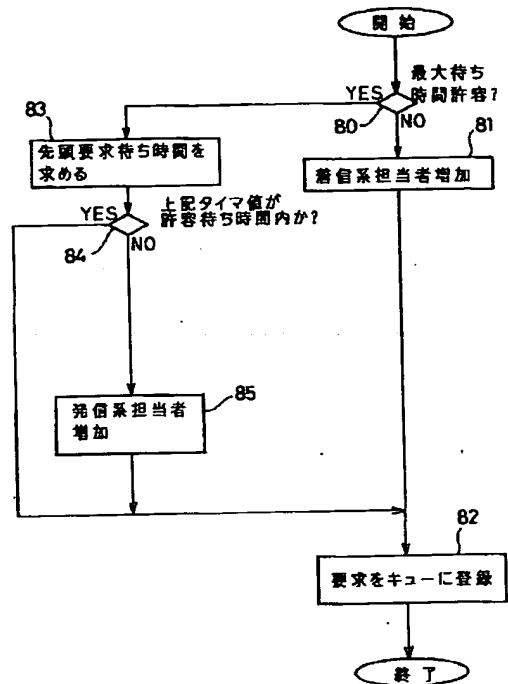 開始
最大待ち
時間許容?
YES
80
NO
83
81
先頭要求待ち時間を
求める
着信系担当者増加
上記タイマ値が
許容待ち時間内か?
YES
84
NO
85
発信系担当者
増加
82
要求をキューに登録
終了